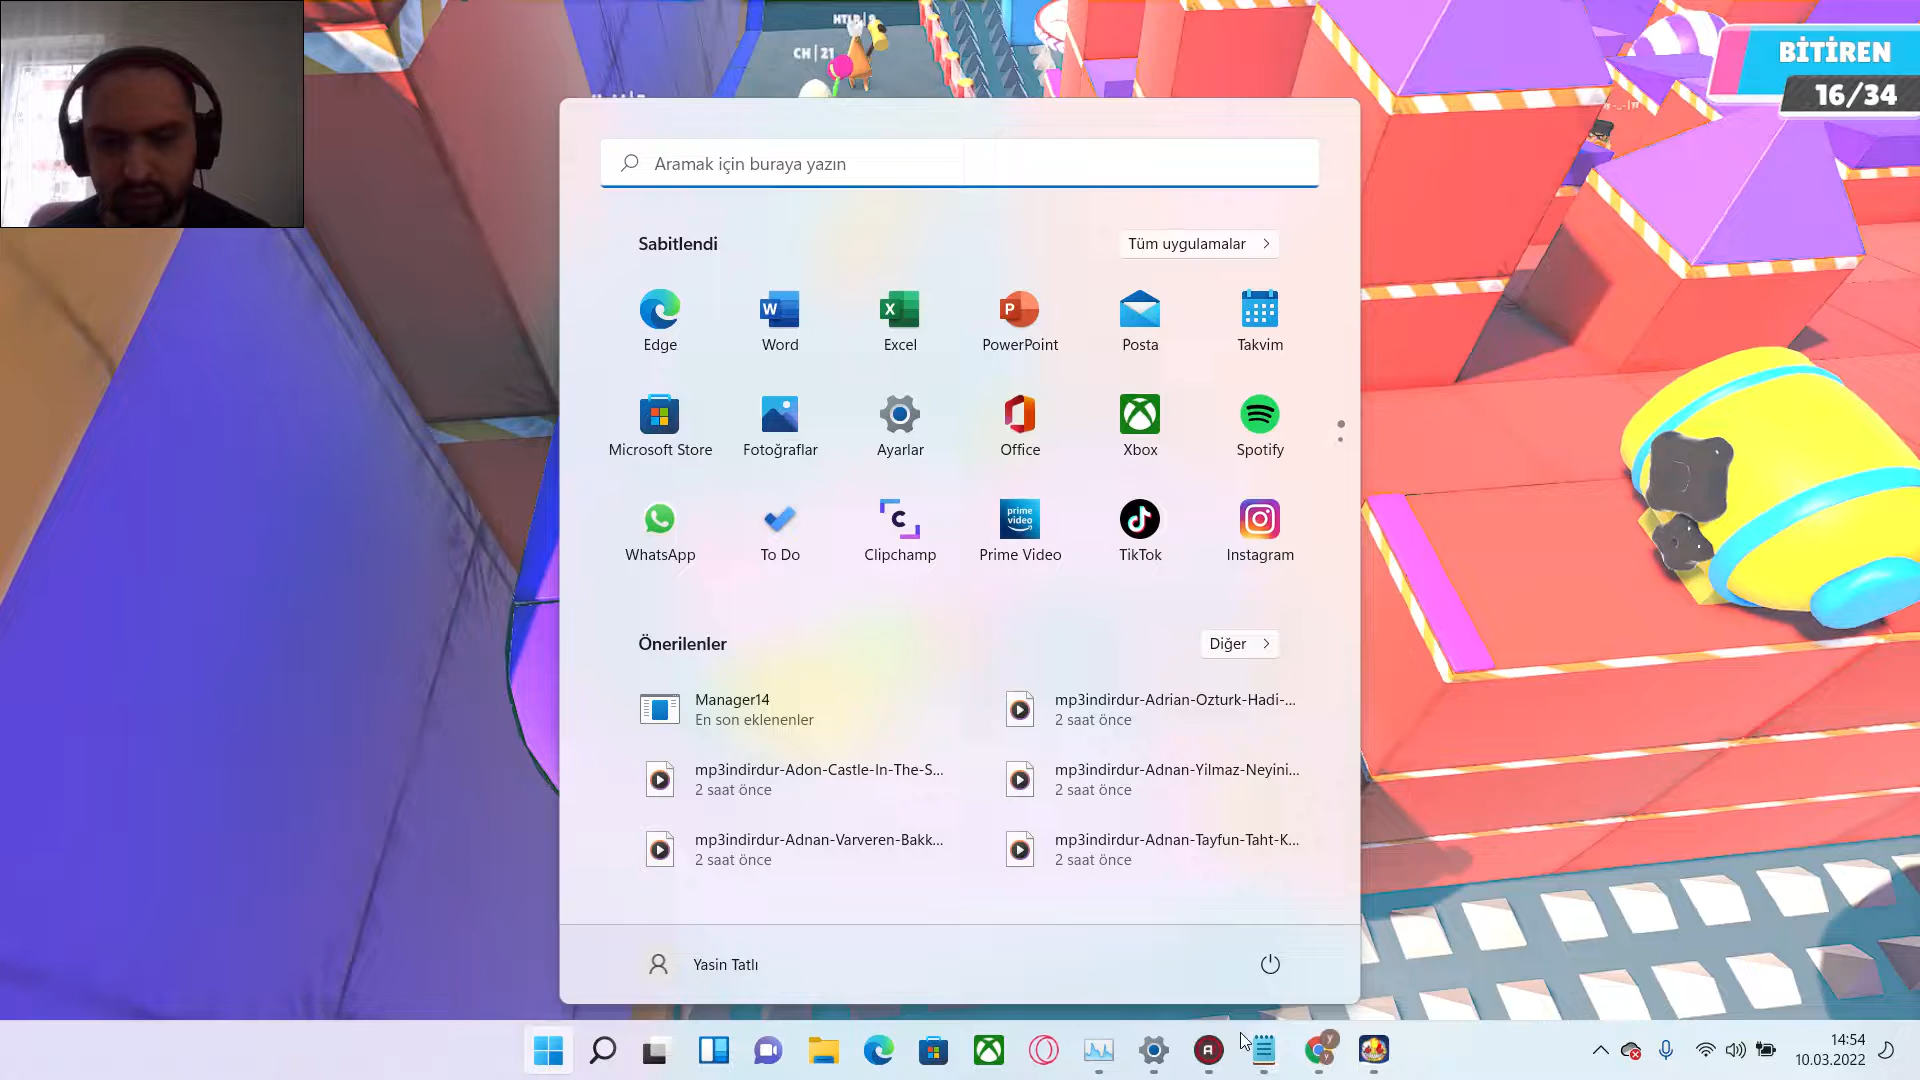 CH|21
BİTİREN
16/34
Aramak için buraya yazın
Sabitlendi
Tüm uygulamalar
Edge
Word
Excel
PowerPoint
Posta
Takvim
Microsoft Store
Fotoğraflar
Ayarlar
Office
Xbox
Spotify
WhatsApp
To Do
Clipchamp
prime video
Prime Video
TikTok
Instagram
Önerilenler
Diğer
Manager14
En son eklenenler
mp3indirdur-Adrian-Ozturk-Hadi-...
2 saat önce
mp3indirdur-Adon-Castle-In-The-S...
2 saat önce
mp3indirdur-Adnan-Yilmaz-Neyini...
2 saat önce
mp3indirdur-Adnan-Varveren-Bakk...
2 saat önce
mp3indirdur-Adnan-Tayfun-Taht-K...
2 saat önce
Yasin Tatlı
14:54
10.03.2022